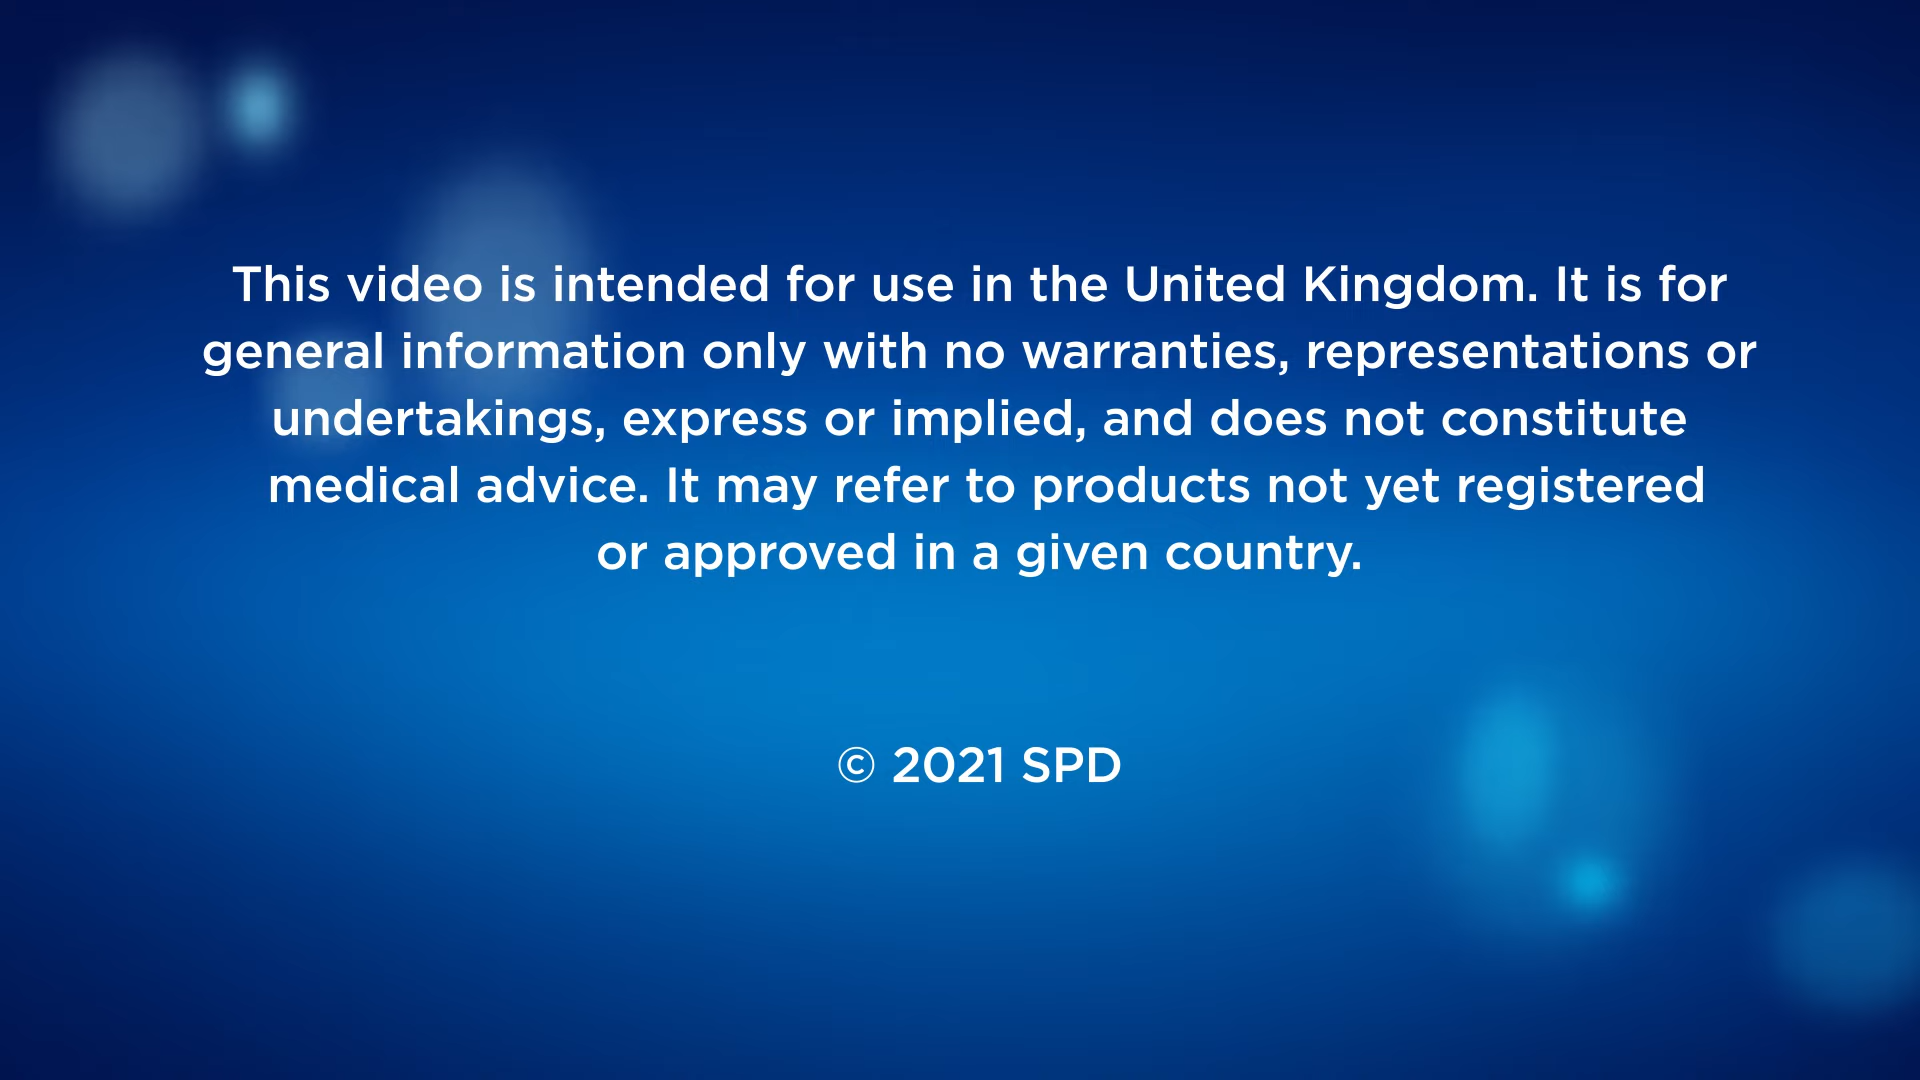 This video is intended for use in the United Kingdom. It is for
general information only with no warranties, representations or
undertakings, express or implied, and does not constitute
medical advice. It may refer to products not yet registered
or approved in a given country.
© 2021 SPD